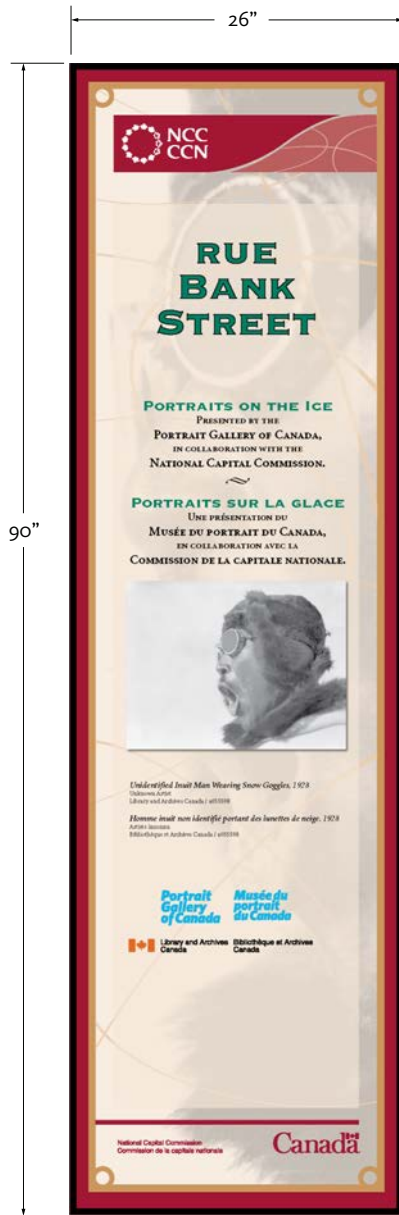 26”
NCC
CCN
RUE
BANK
STREET
PORTRAITS ON THE ICE
PRESENTED BY THE
PORTRAIT GALLERY OF CANADA,
IN COLLABORATION WITH THE
NATIONAL CAPITAL COMMISSION.
PORTRAITS SUR LA GLACE
UNE PRÉSENTATION DU
MUSÉE DU PORTRAIT DU CANADA,
EN COLLABORATION AVEC LA
COMMISSION DE LA CAPITALE NATIONALE.
90”
Unidentified Inuit Man Wearing Snow Goggles, 1928
Unknown Artist
Library and Archives Canada /
Homme inuit non identifié portant des lunettes de neige, 1928
Artiste inconnu
Bibliothèque et Archives Canada /
Portrait
Gallery
of Canada
Musée du
portrait
du Canada
Library and Archives
Canada
Bibliothèque et Archives
Canada
National Capital Commission
Commission de la capitale nationale
Canada